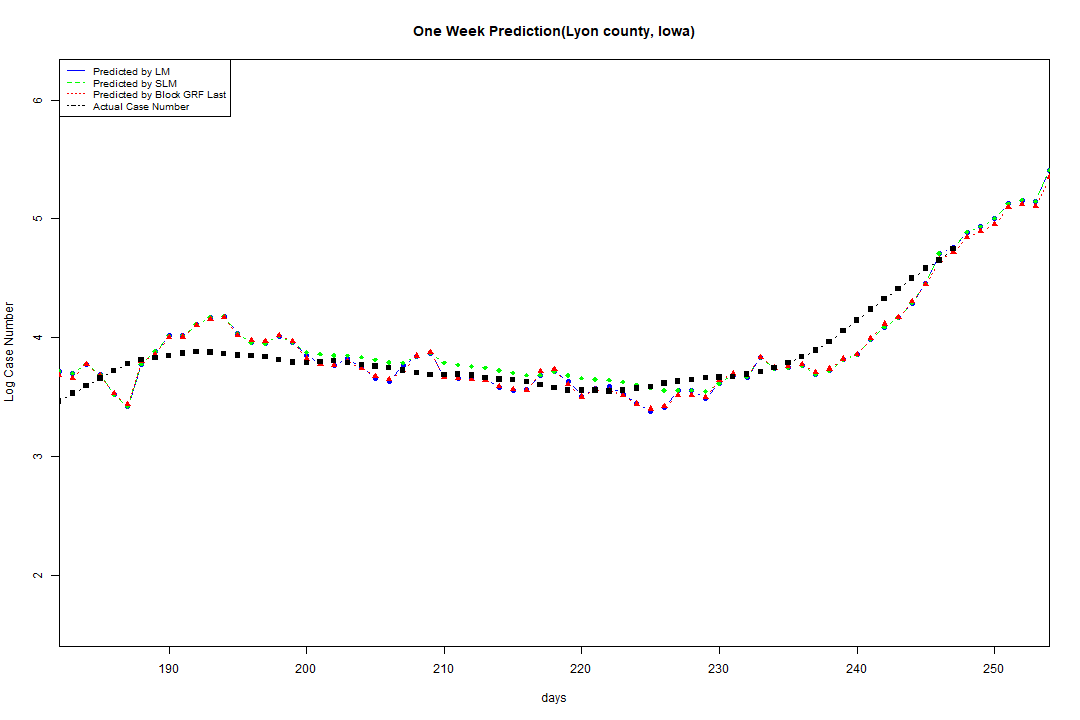 One Week Prediction(Lyon county, Iowa)
Predicted by LM
Predicted by SLM
Predicted by Block GRF Last
Actual Case Number
Log Case Number
6
5
4
3
2
190 200 210 220 230 240 250
days